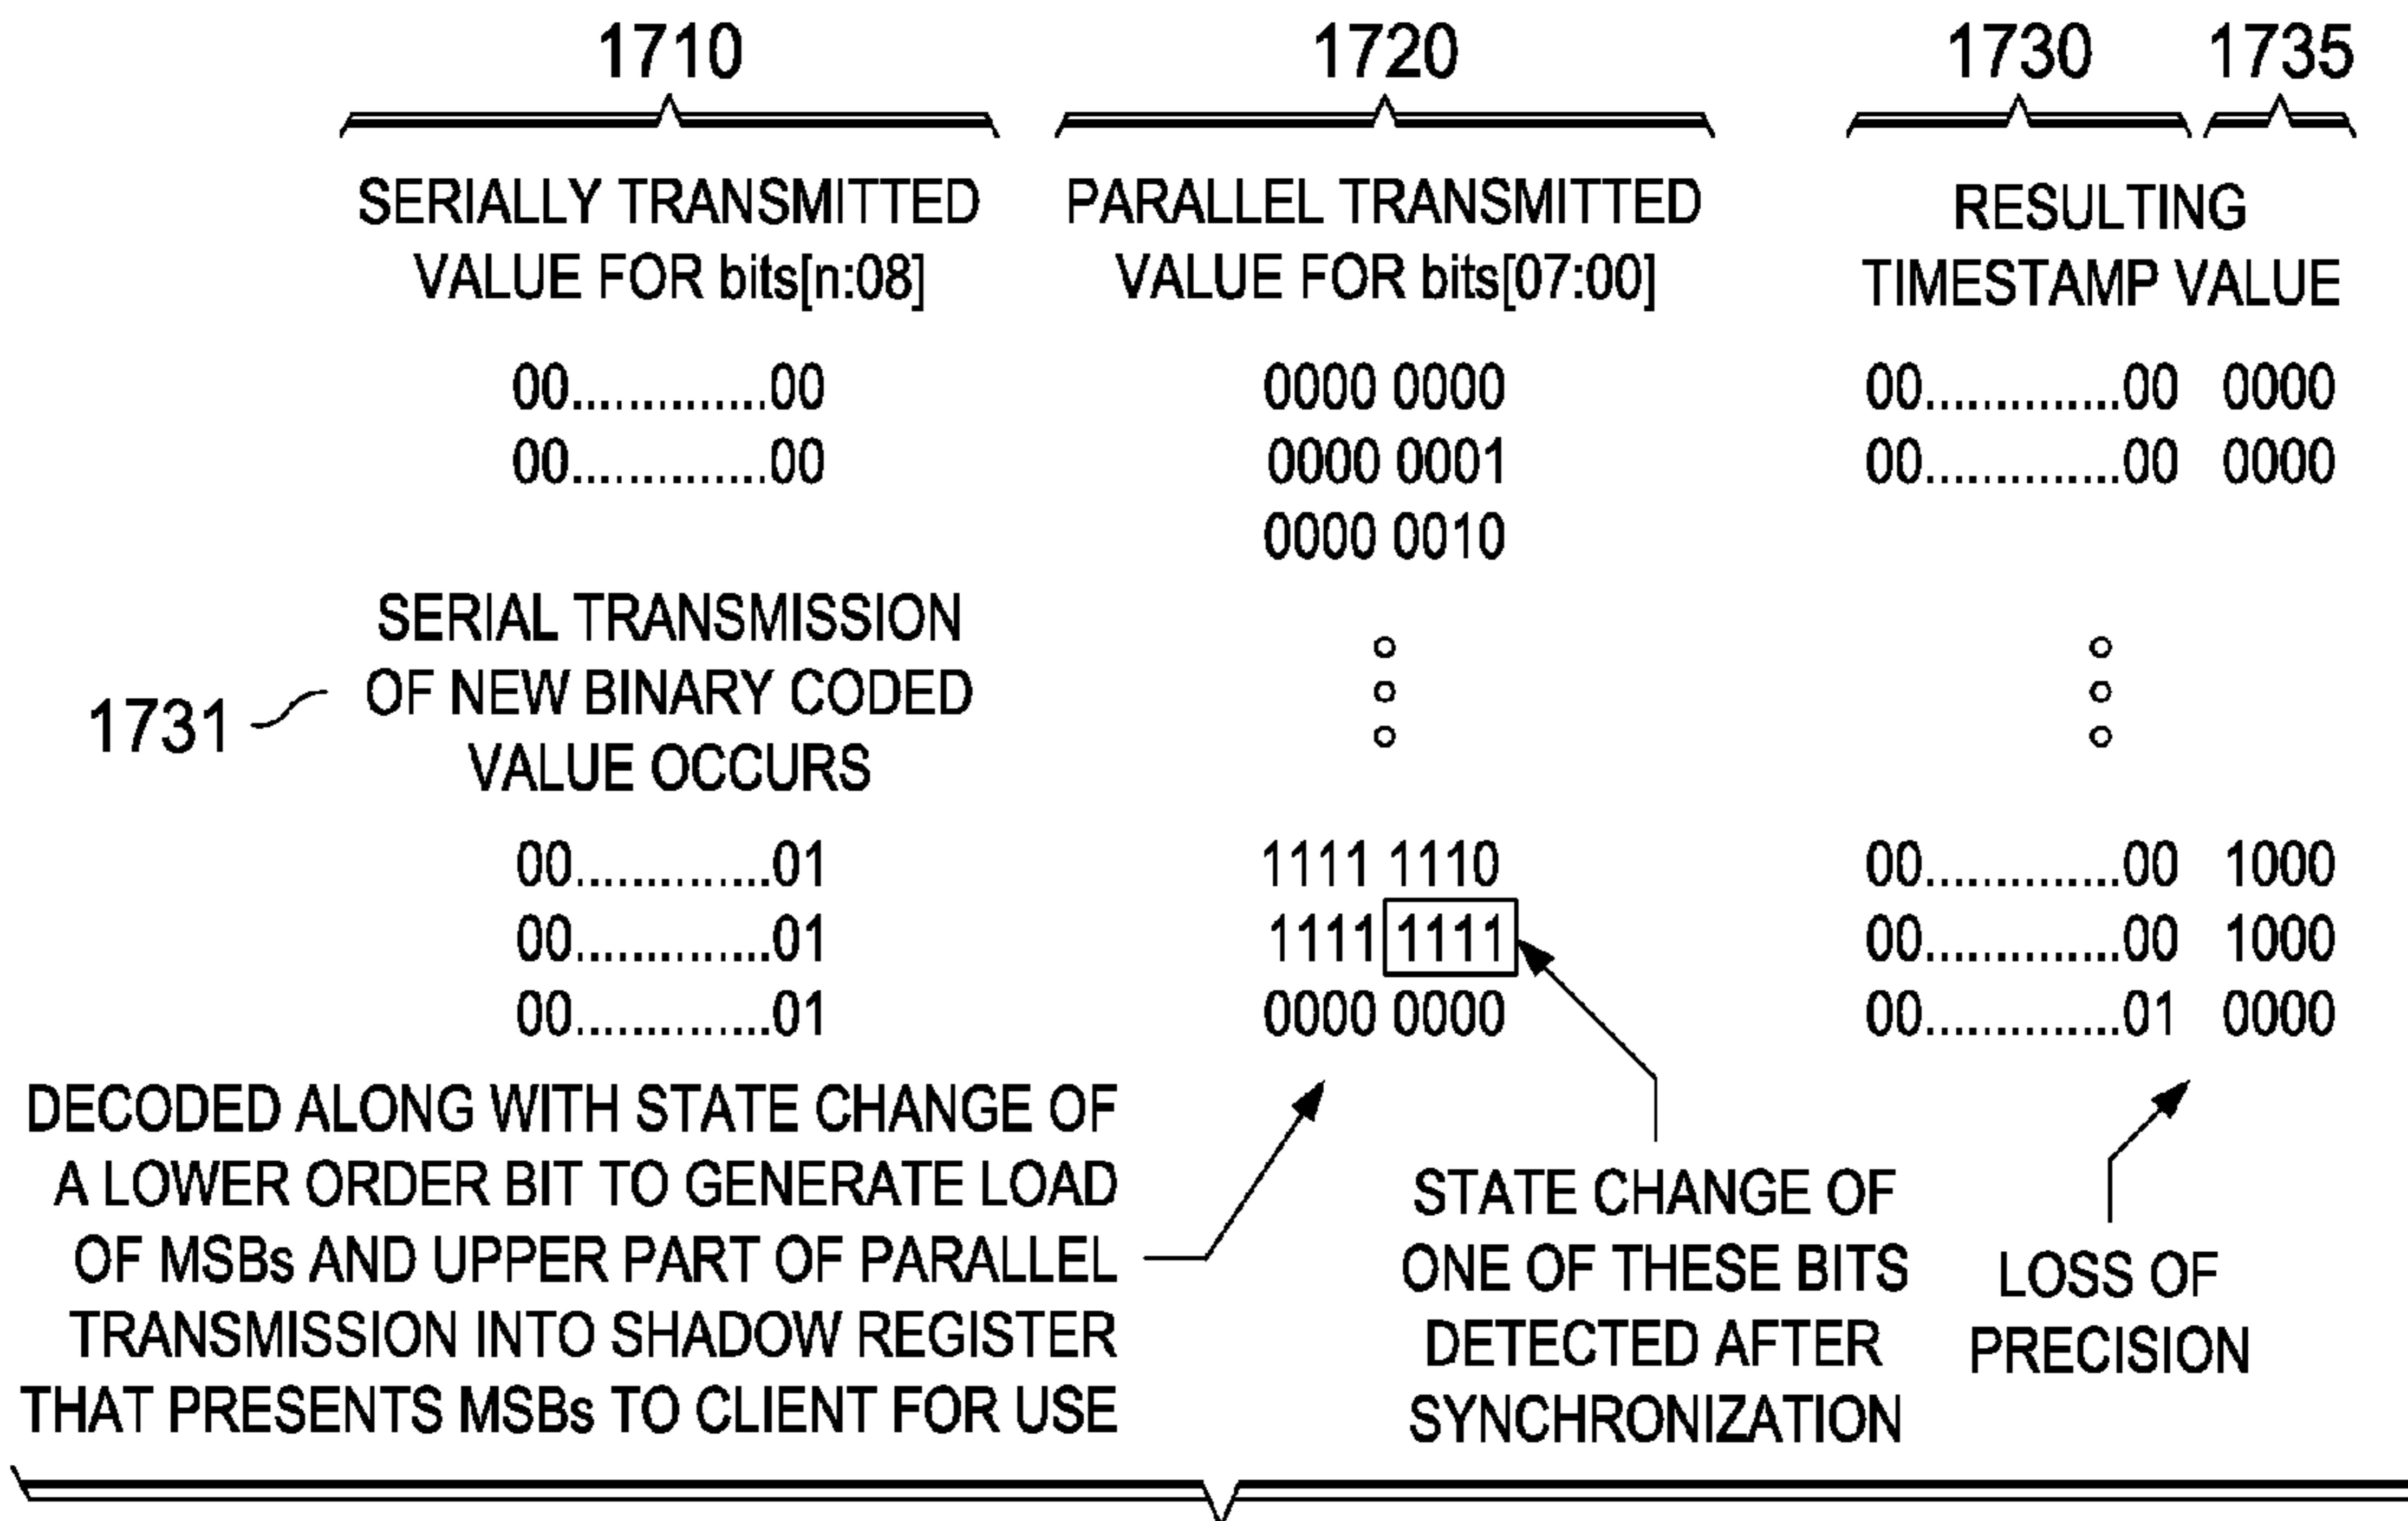 1710 1720 1730 1735
SERIALLY TRANSMITTED PARALLEL TRANSMITTED RESULTING
VALUE FOR bits[n:08] VALUE FOR bits[07:00] TIMESTAMP VALUE
00..............00 0000 0000 00..............00 0000
00..............00 0000 0001 00..............00 0000
0000 0010
1731
SERIAL TRANSMISSION
OF NEW BINARY CODED
VALUE OCCURS
00..............01 1111 1110 00..............00 1000
00..............01 1111 1111 00..............00 1000
00..............01 0000 0000 00..............01 0000
DECODED ALONG WITH STATE CHANGE OF
A LOWER ORDER BIT TO GENERATE LOAD
OF MSBs AND UPPER PART OF PARALLEL
TRANSMISSION INTO SHADOW REGISTER
THAT PRESENTS MSBs TO CLIENT FOR USE
STATE CHANGE OF
ONE OF THESE BITS
DETECTED AFTER
SYNCHRONIZATION
LOSS OF
PRECISION